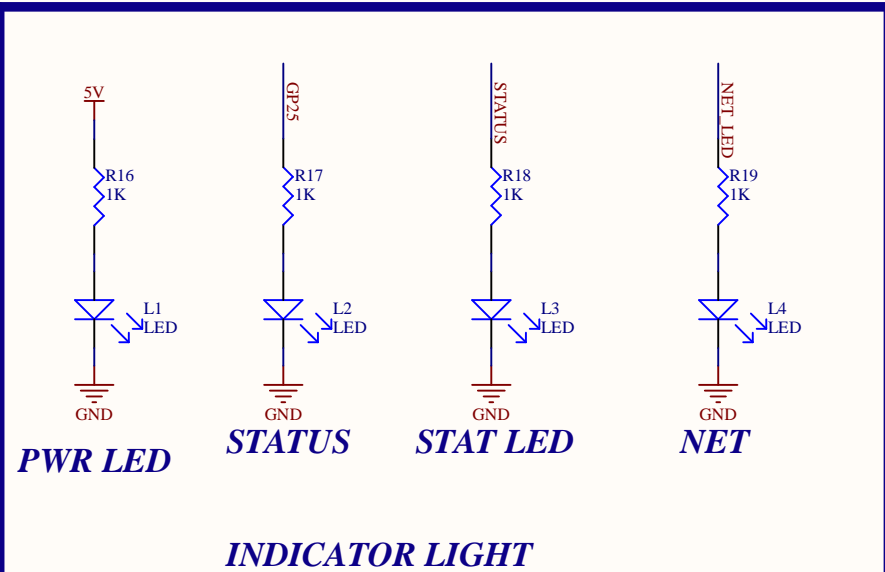 5V
GP25
STATUS
NET_LED
R16
1K
R17
1K
R18
1K
R19
1K
L1
LED
L2
LED
L3
LED
L4
LED
GND
GND
GND
GND
PWR LED
STATUS
STAT LED
NET
INDICATOR LIGHT